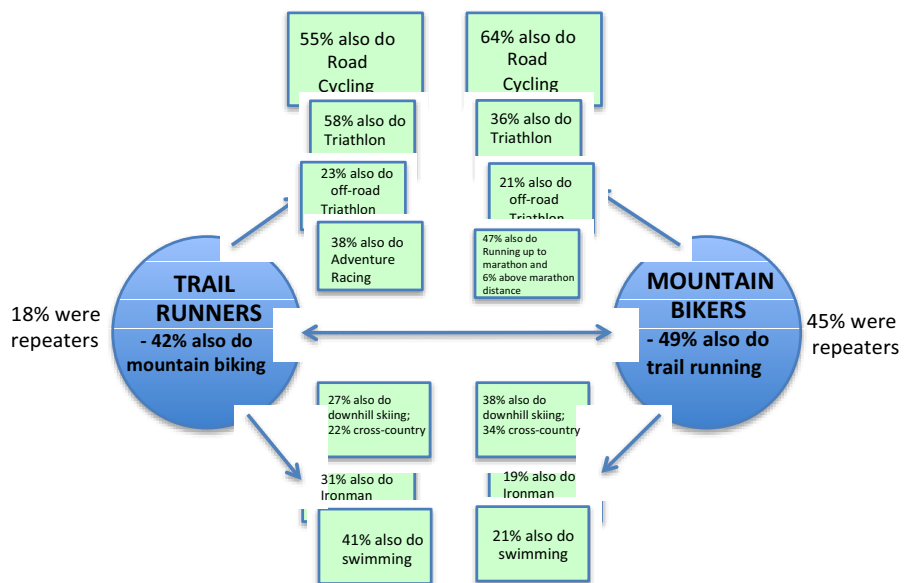 55% also do
Road
Cycling
64% also do
Road
Cycling
58% also do
Triathlon
36% also do
Triathlon
23% also do
off-road
Triathlon
21% also do
off-road
Triathlon
38% also do
Adventure
Racing
47% also do
Running up to
marathon and
6% above marathon
distance
TRAIL
RUNNERS
- 42% also do
mountain biking
18% were
repeaters
MOUNTAIN
BIKERS
- 49% also do
trail running
45% were
repeaters
27% also do
downhill skiing;
22% cross-country
38% also do
downhill skiing;
34% cross-country
31% also do
Ironman
19% also do
Ironman
41% also do
swimming
21% also do
swimming